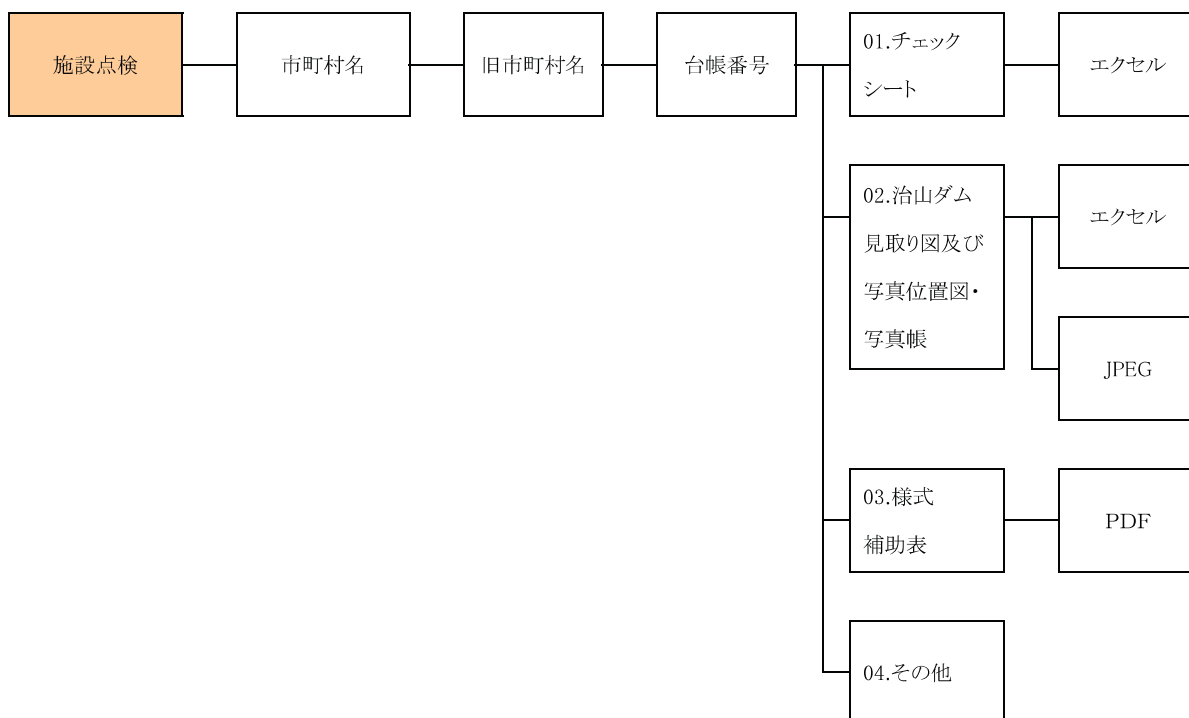 施設点検
市町村名
旧市町村名
台帳番号
01.チェック
シート
エクセル
02.治山ダム
見取り図及び
写真位置図・
写真帳
エクセル
JPEG
03.様式
補助表
PDF
04.その他